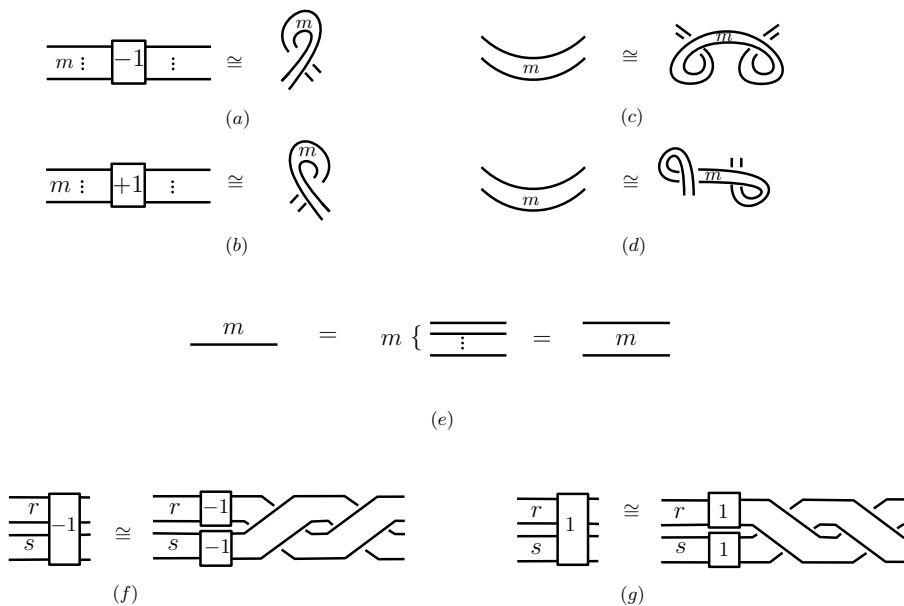 m ⋮ −1 ⋮ ≅ m
(a)
m ≅ m
(c)
m ⋮ +1 ⋮ ≅ m
(b)
m ≅ m
(d)
m = m { ⋮ = m
(e)
r s −1 ≅ r −1 s −1
(f)
r s 1 ≅ r 1 s 1
(g)